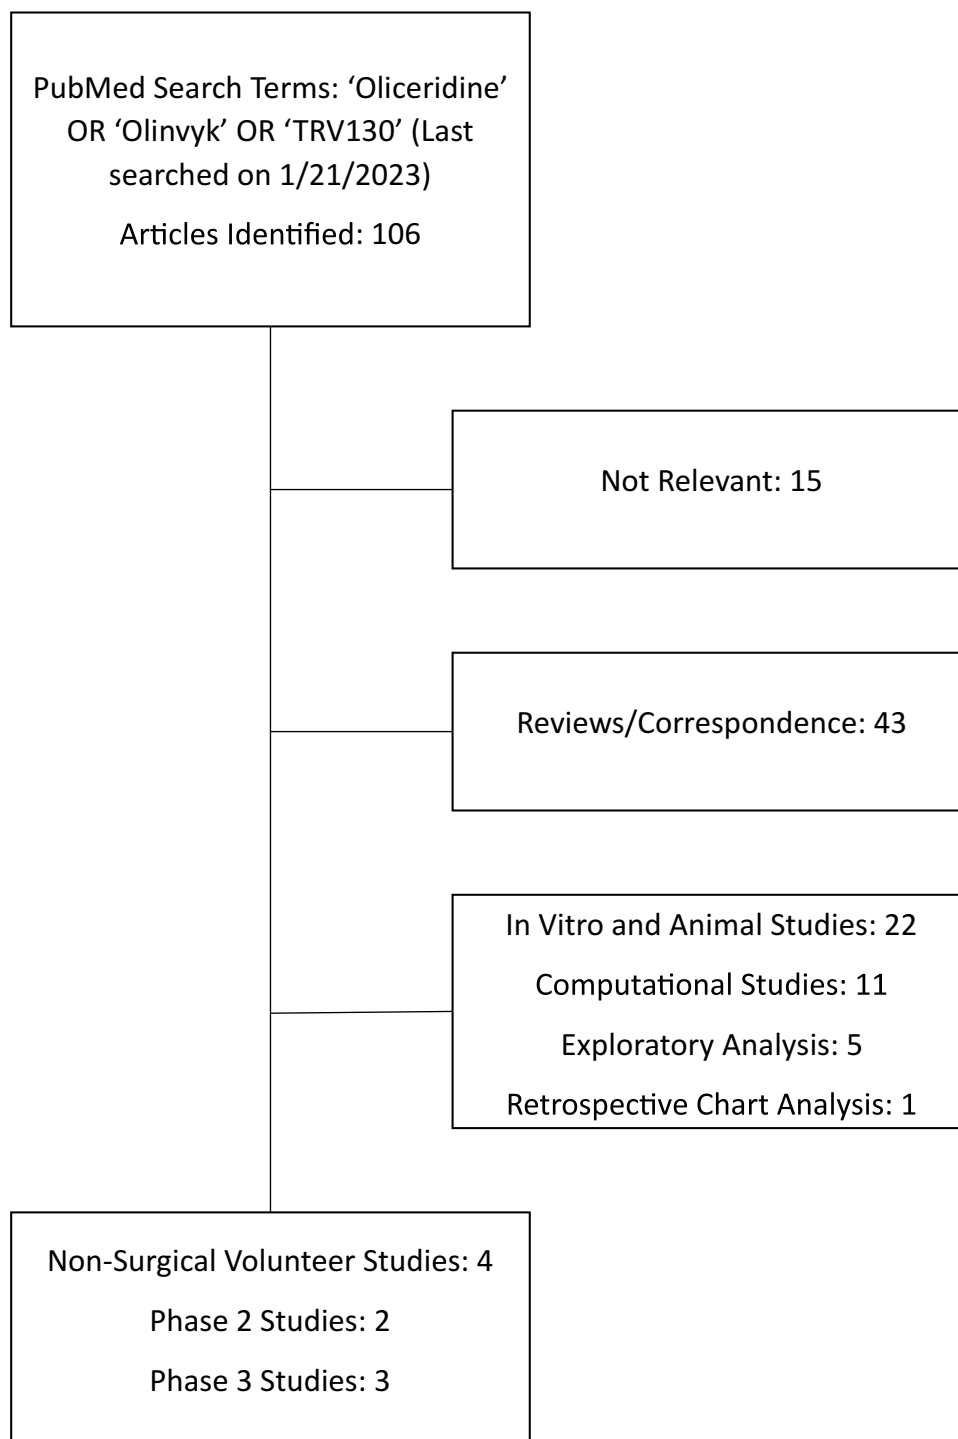 PubMed Search Terms: ‘Oliceridine’
OR ‘Olinvyk’ OR ‘TRV130’ (Last
searched on 1/21/2023)
Articles Identified: 106
Not Relevant: 15
Reviews/Correspondence: 43
In Vitro and Animal Studies: 22
Computational Studies: 11
Exploratory Analysis: 5
Retrospective Chart Analysis: 1
Non-Surgical Volunteer Studies: 4
Phase 2 Studies: 2
Phase 3 Studies: 3